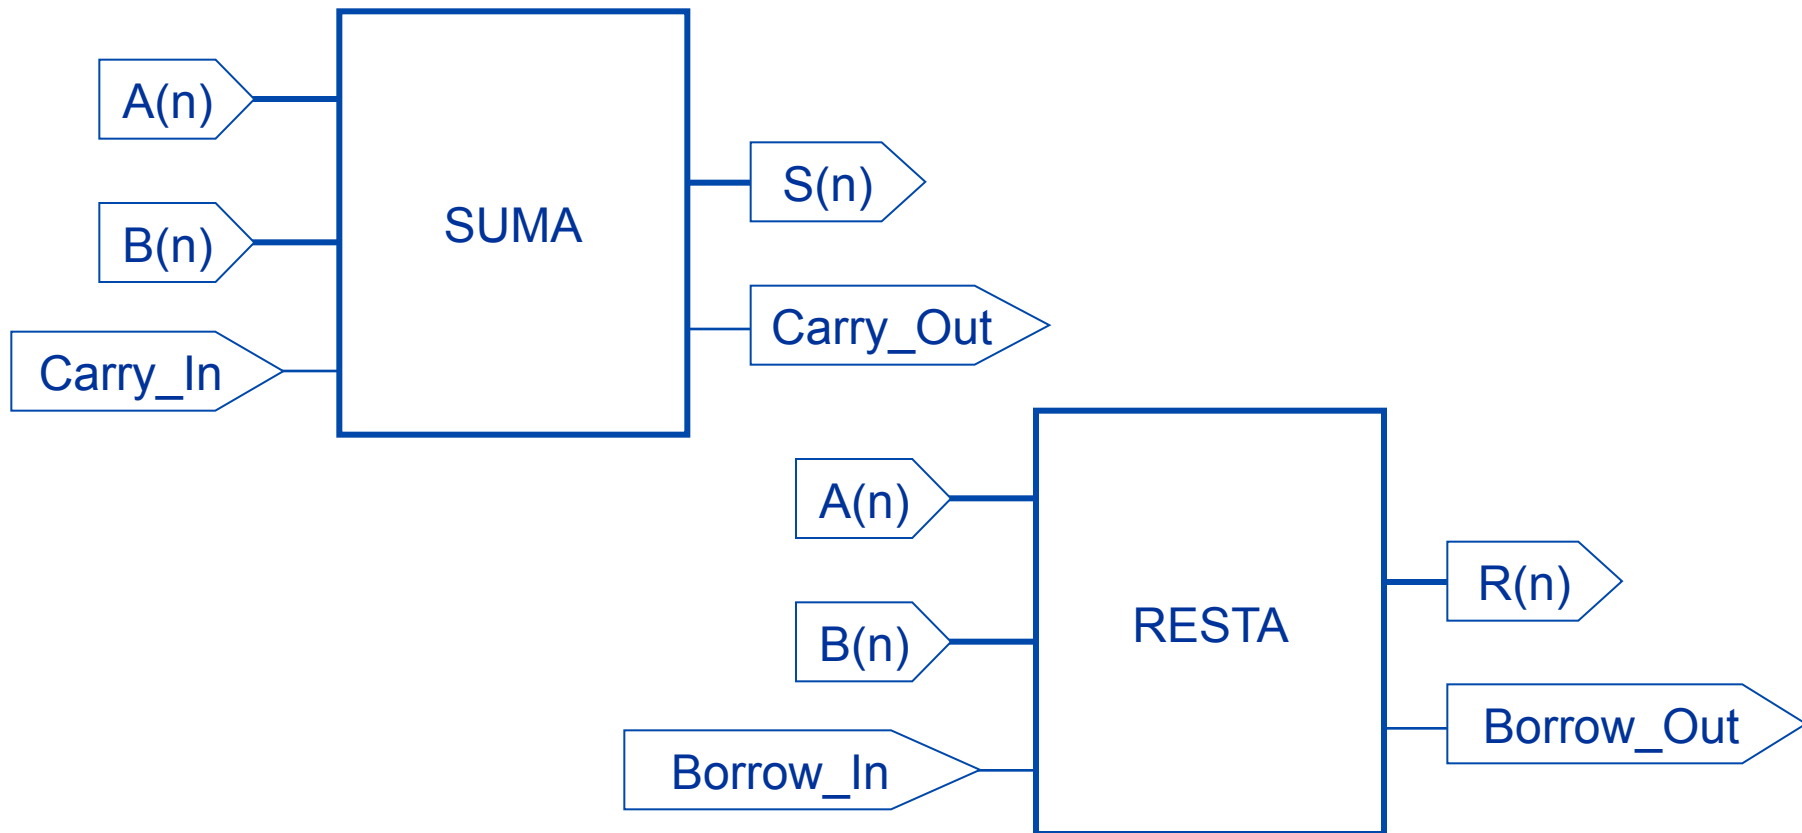 A(n)
B(n)
Carry_In
SUMA
S(n)
Carry_Out
A(n)
B(n)
Borrow_In
RESTA
R(n)
Borrow_Out